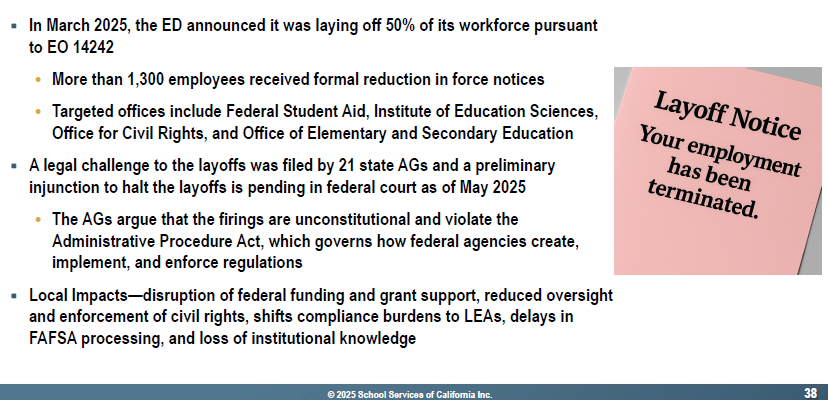 In March 2025, the ED announced it was laying off 50% of its workforce pursuant
to EO 14242
More than 1,300 employees received formal reduction in force notices
Targeted offices include Federal Student Aid, Institute of Education Sciences,
Office for Civil Rights, and Office of Elementary and Secondary Education
A legal challenge to the layoffs was filed by 21 state AGs and a preliminary
injunction to halt the layoffs is pending in federal court as of May 2025
The AGs argue that the firings are unconstitutional and violate the
Administrative Procedure Act, which governs how federal agencies create,
implement, and enforce regulations
Local Impacts—disruption of federal funding and grant support, reduced oversight
and enforcement of civil rights, shifts compliance burdens to LEAs, delays in
FAFSA processing, and loss of institutional knowledge
Layoff Notice
Your employment
has been
terminated.
© 2025 School Services of California Inc.
38